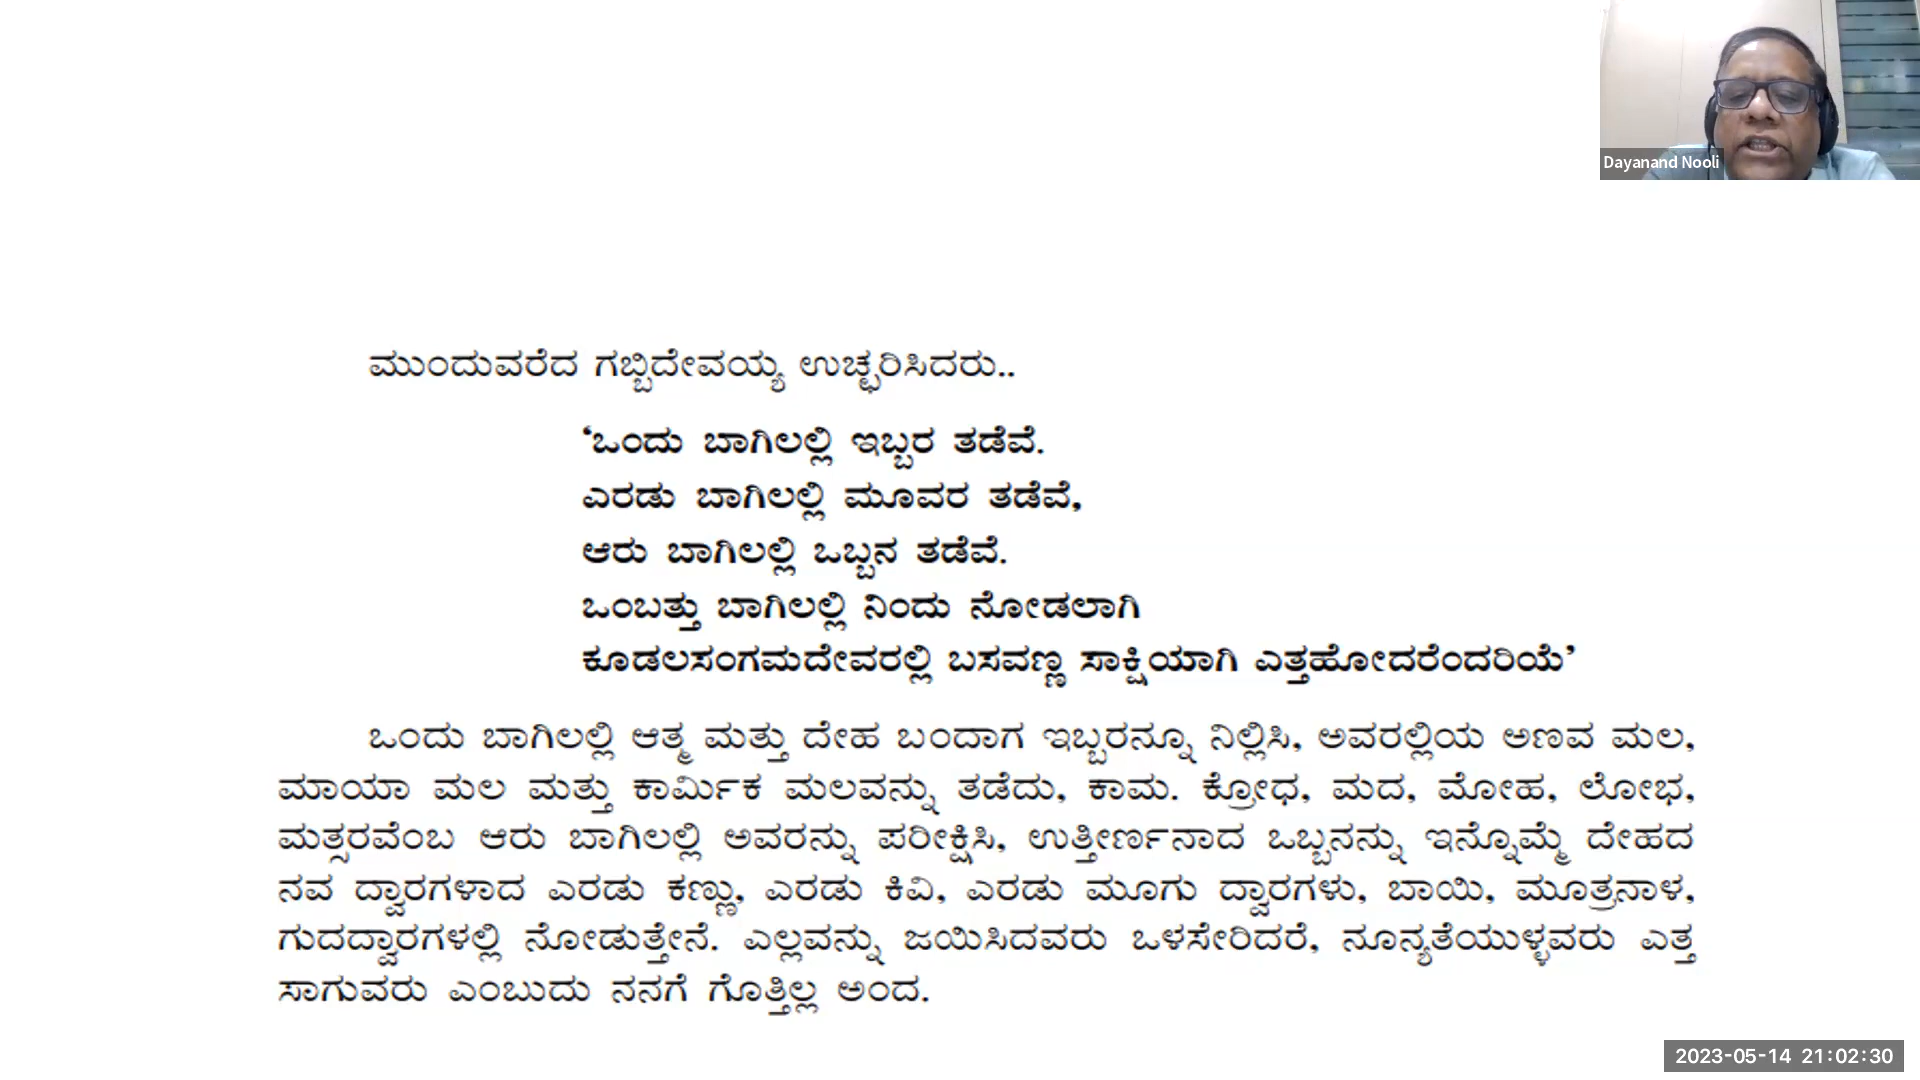 Dayanand Nooli
ಮುಂದುವರೆದ ಗಬ್ಬಿದೇವಯ್ಯ ಉಚ್ಛರಿಸಿದರು..
‘ಒಂದು ಬಾಗಿಲಲ್ಲಿ ಇಬ್ಬರ ತಡೆವೆ.
ಎರಡು ಬಾಗಿಲಲ್ಲಿ ಮೂವರ ತಡೆವೆ,
ಆರು ಬಾಗಿಲಲ್ಲಿ ಒಬ್ಬನ ತಡೆವೆ.
ಒಂಬತ್ತು ಬಾಗಿಲಲ್ಲಿ ನಿಂದು ನೋಡಲಾಗಿ
ಕೂಡಲಸಂಗಮದೇವರಲ್ಲಿ ಬಸವಣ್ಣ ಸಾಕ್ಷಿಯಾಗಿ ಎತ್ತಹೋದರೆಂದರಿಯೆ’
ಒಂದು ಬಾಗಿಲಲ್ಲಿ ಆತ್ಮ ಮತ್ತು ದೇಹ ಬಂದಾಗ ಇಬ್ಬರನ್ನೂ ನಿಲ್ಲಿಸಿ, ಅವರಲ್ಲಿಯ ಅಣವ ಮಲ,
ಮಾಯಾ ಮಲ ಮತ್ತು ಕಾರ್ಮಿಕ ಮಲವನ್ನು ತಡೆದು, ಕಾಮ. ಕ್ರೋಧ, ಮದ, ಮೋಹ, ಲೋಭ,
ಮತ್ಸರವೆಂಬ ಆರು ಬಾಗಿಲಲ್ಲಿ ಅವರನ್ನು ಪರೀಕ್ಷಿಸಿ, ಉತ್ತೀರ್ಣನಾದ ಒಬ್ಬನನ್ನು ಇನ್ನೊಮ್ಮೆ ದೇಹದ
ನವ ದ್ವಾರಗಳಾದ ಎರಡು ಕಣ್ಣು, ಎರಡು ಕಿವಿ, ಎರಡು ಮೂಗು ದ್ವಾರಗಳು, ಬಾಯಿ, ಮೂತ್ರನಾಳ,
ಗುದದ್ವಾರಗಳಲ್ಲಿ ನೋಡುತ್ತೇನೆ. ಎಲ್ಲವನ್ನು ಜಯಿಸಿದವರು ಒಳಸೇರಿದರೆ, ನೂನ್ಯತೆಯುಳ್ಳವರು ಎತ್ತ
ಸಾಗುವರು ಎಂಬುದು ನನಗೆ ಗೊತ್ತಿಲ್ಲ ಅಂದ.
2023-05-14 21:02:30